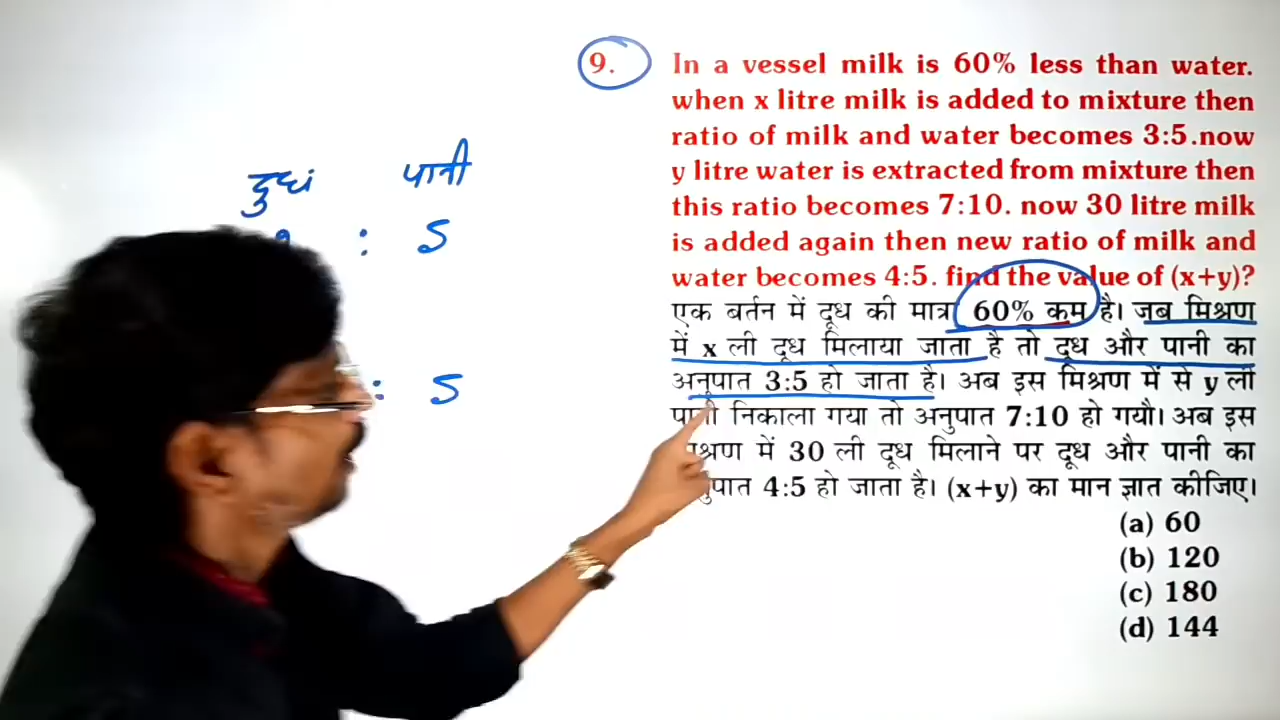 9. In a vessel milk is 60% less than water.
when x litre milk is added to mixture then
ratio of milk and water becomes 3:5.now
y litre water is extracted from mixture then
this ratio becomes 7:10. now 30 litre milk
is added again then new ratio of milk and
water becomes 4:5. find the value of (x+y)?
एक बर्तन में दूध की मात्रा 60% कम है। जब मिश्रण
में x ली दूध मिलाया जाता है तो दूध और पानी का
अनुपात 3:5 हो जाता है। अब इस मिश्रण में से y ली
पानी निकाला गया तो अनुपात 7:10 हो गयौ। अब इस
में 30 ली दूध मिलाने पर दूध और पानी का
4:5 हो जाता है। (x+y) का मान ज्ञात कीजिए।
(a) 60
(b) 120
(c) 180
(d) 144
दुध पानी
: 5
: 5